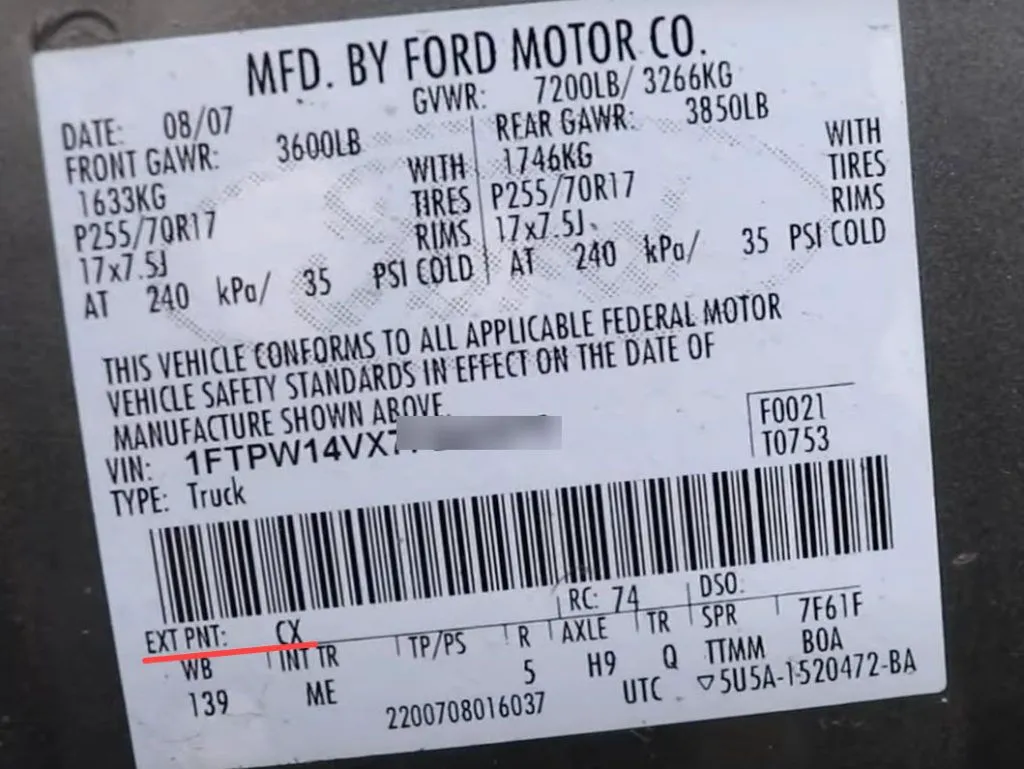 MFD. BY FORD MOTOR CO.
DATE: 08/07 GVWR: 7200LB/ 3266KG
FRONT GAWR: 3600LB
1633KG WITH
P255/70R17 TIRES
17x7.5J RIMS
AT 240 kPa/ 35 PSI COLD
REAR GAWR: 3850LB
1746KG WITH
P255/70R17 TIRES
17x7.5J RIMS
AT 240 kPa/ 35 PSI COLD
THIS VEHICLE CONFORMS TO ALL APPLICABLE FEDERAL MOTOR
VEHICLE SAFETY STANDARDS IN EFFECT ON THE DATE OF
MANUFACTURE SHOWN ABOVE.
VIN: 1FTPW14VX7
TYPE: Truck
F0021
T0753
EXT PNT: CX RC: 74 DSO:
WB INT TR TP/PS R AXLE TR SPR 7F61F
139 ME 5 H9 Q TTMM BOA
2200708016037 UTC ▽5U5A-1520472-BA